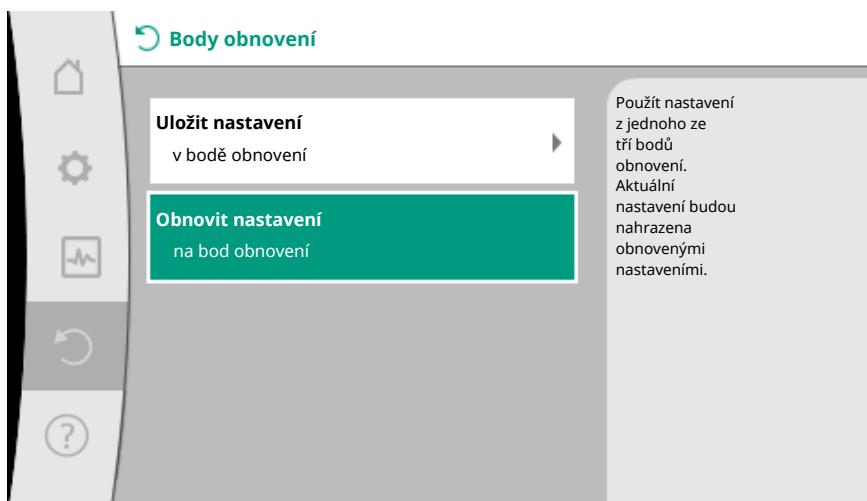 Body obnovení
Uložit nastavení
v bodě obnovení
Obnovit nastavení
na bod obnovení
Použít nastavení
z jednoho ze
tří bodů
obnovení.
Aktuální
nastavení budou
nahrazena
obnovenými
nastaveními.
?